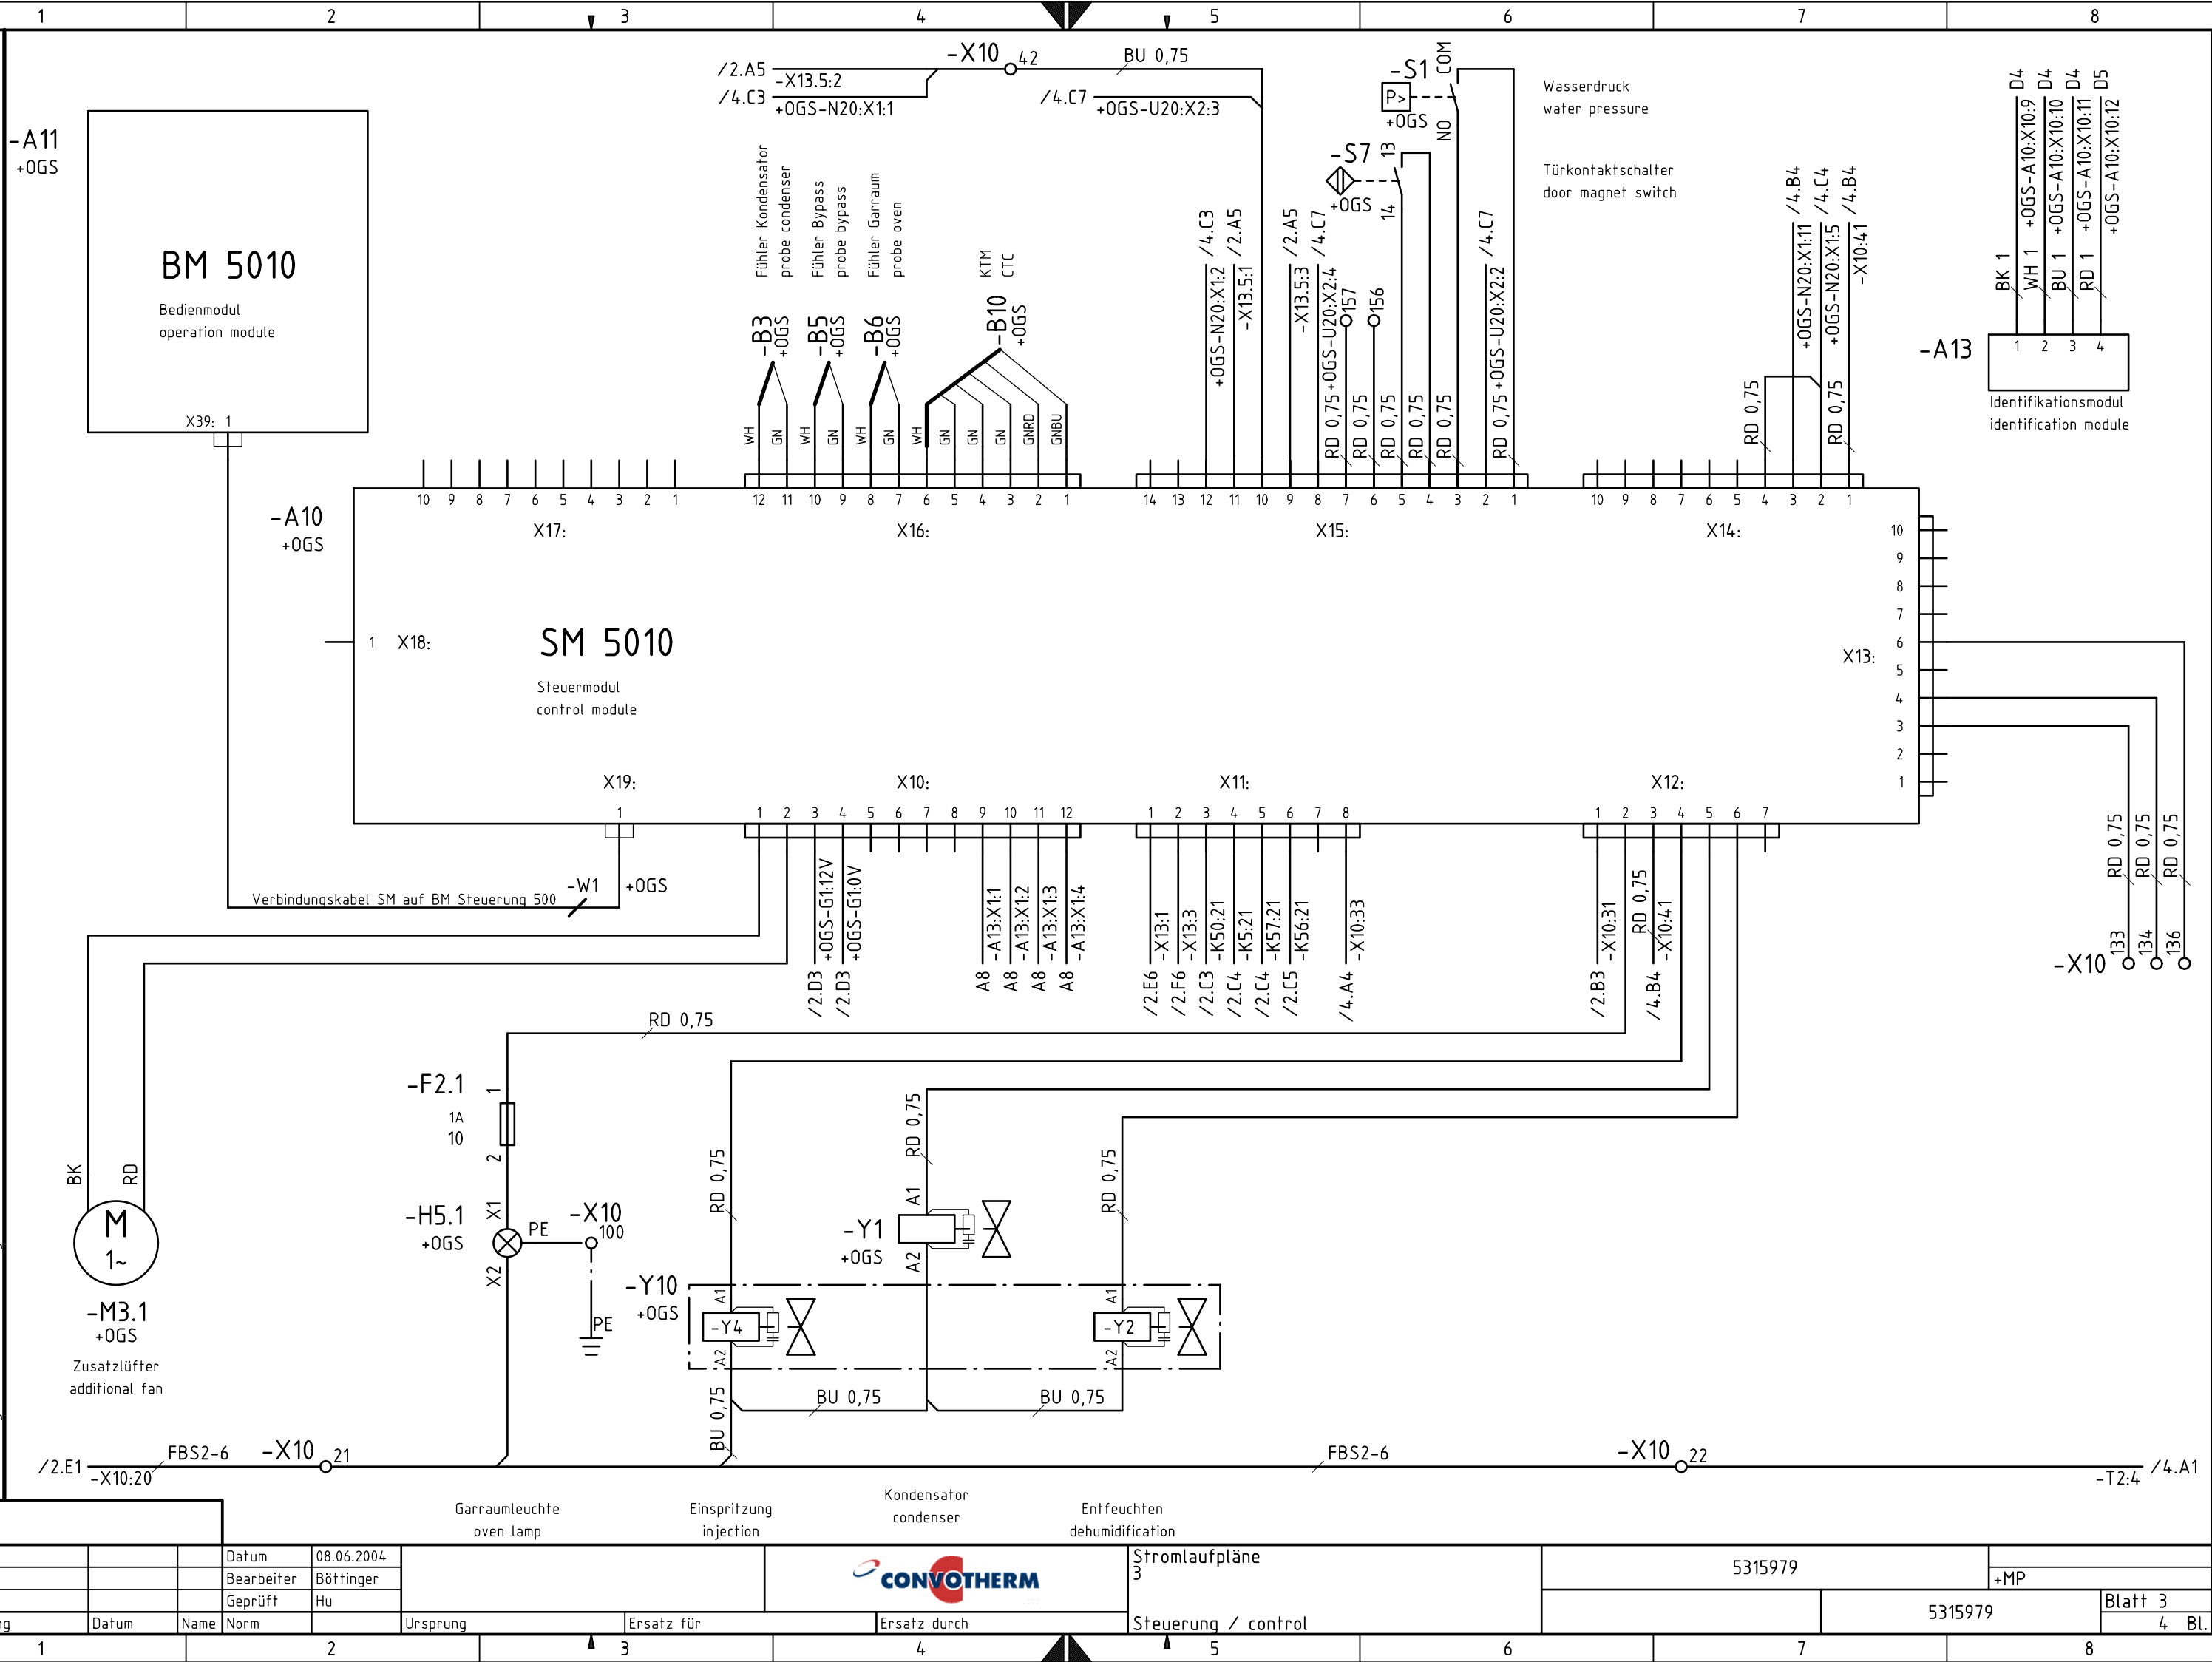 1 2 3 4 5 6 7 8
/2.A5
-X13.5:2
/4.C3
+OGS-N20:X1:1
-X10 42
BU 0,75
/4.C7
+OGS-U20:X2:3
-S1
COM
P>
+OGS
NO
Wasserdruck
water pressure
-S7
13
+OGS
14
Türkontaktschalter
door magnet switch
-A11
+OGS
BM 5010
Bedienmodul
operation module
X39: 1
Fühler Kondensator
probe condenser
Fühler Bypass
probe bypass
Fühler Garraum
probe oven
KTM
CTC
-B3
+OGS
-B5
+OGS
-B6
+OGS
-B10
+OGS
WH
GN
WH
GN
WH
GN
WH
GN
GN
GN
GNRD
GNBU
/4.C3
+OGS-N20:X1:2
/2.A5
-X13.5:1
/2.A5
-X13.5:3
/4.C7
RD 0,75 +OGS-U20:X2:4
157
RD 0,75
156
RD 0,75
RD 0,75
RD 0,75
/4.C7
RD 0,75 +OGS-U20:X2:2
/4.B4
+OGS-N20:X1:11
/4.C4
+OGS-N20:X1:5
/4.B4
-X10:41
RD 0,75
RD 0,75
D4
+OGS-A10:X10:9
D4
+OGS-A10:X10:10
D4
+OGS-A10:X10:11
D5
+OGS-A10:X10:12
BK 1
WH 1
BU 1
RD 1
-A13
1 2 3 4
Identifikationsmodul
identification module
-A10
+OGS
10 9 8 7 6 5 4 3 2 1
X17:
12 11 10 9 8 7 6 5 4 3 2 1
X16:
14 13 12 11 10 9 8 7 6 5 4 3 2 1
X15:
10 9 8 7 6 5 4 3 2 1
X14:
10
9
8
7
6
5
4
3
2
1
X13:
1 X18:
SM 5010
Steuermodul
control module
X19:
1
X10:
1 2 3 4 5 6 7 8 9 10 11 12
X11:
1 2 3 4 5 6 7 8
X12:
1 2 3 4 5 6 7
Verbindungskabel SM auf BM Steuerung 500
-W1
+OGS
/2.D3
+OGS-G1:12V
/2.D3
+OGS-G1:0V
A8
-A13:X1:1
A8
-A13:X1:2
A8
-A13:X1:3
A8
-A13:X1:4
/2.E6
-X13:1
/2.F6
-X13:3
/2.C3
-K50:21
/2.C4
-K5:21
/2.C4
-K57:21
/2.C5
-K56:21
/4.A4
-X10:33
/2.B3
-X10:31
RD 0,75
/4.B4
-X10:41
RD 0,75
RD 0,75
RD 0,75
-X10
133
134
136
RD 0,75
-F2.1
1A
10
1
2
BK
RD
M
1~
-M3.1
+OGS
Zusatzlüfter
additional fan
-H5.1
+OGS
X1
X2
PE
-X10
100
PE
RD 0,75
RD 0,75
RD 0,75
-Y1
+OGS
A1
A2
-Y10
+OGS
A1
-Y4
A2
A1
-Y2
A2
BU 0,75
BU 0,75
BU 0,75
/2.E1
-X10:20
FBS2-6
-X10 21
FBS2-6
-X10 22
-T2:4
/4.A1
Garraumleuchte
oven lamp
Einspritzung
injection
Kondensator
condenser
Entfeuchten
dehumidification
Datum 08.06.2004
Bearbeiter Böttinger
Geprüft Hu
ng Datum Name Norm Ursprung Ersatz für Ersatz durch
CONVOTHERM
Stromlaufpläne
3
Steuerung / control
5315979
+MP
5315979
Blatt 3
4 Bl.
1 2 3 4 5 6 7 8